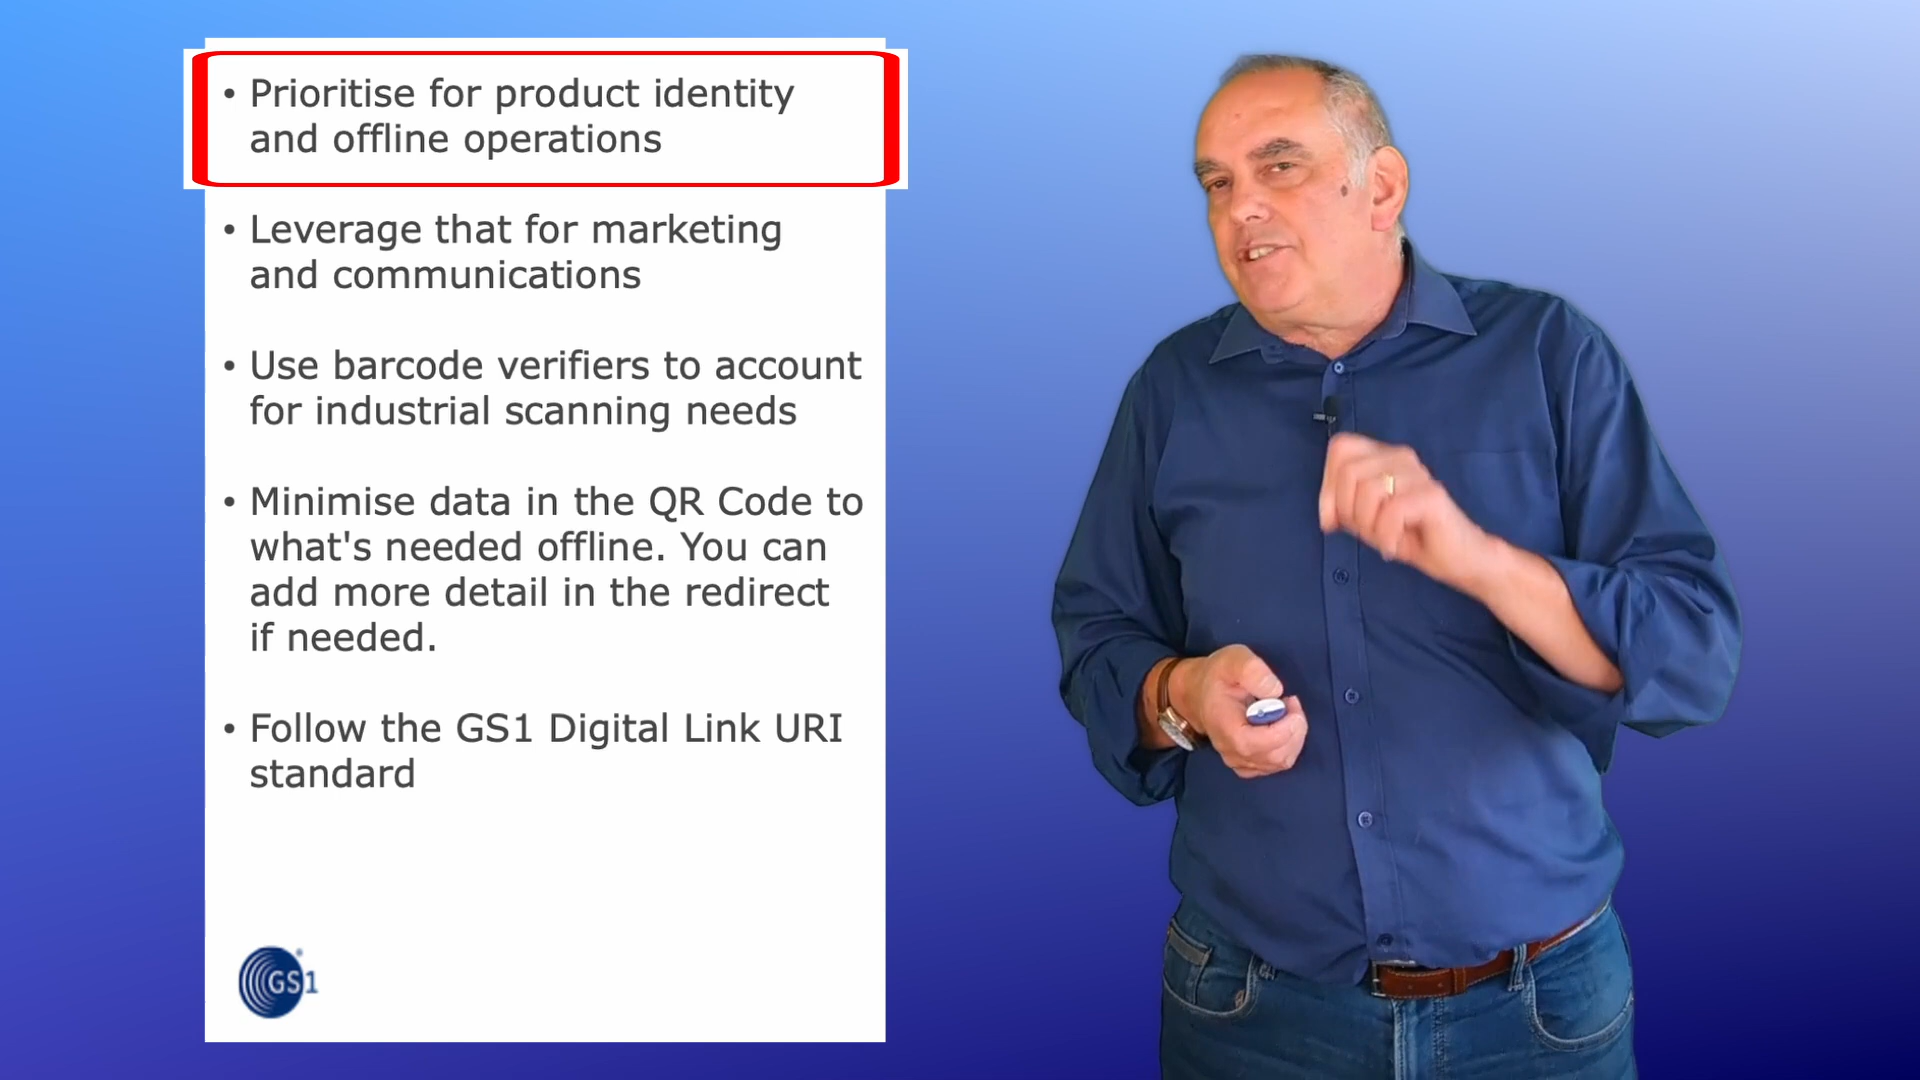 • Prioritise for product identity
and offline operations
• Leverage that for marketing
and communications
• Use barcode verifiers to account
for industrial scanning needs
• Minimise data in the QR Code to
what's needed offline. You can
add more detail in the redirect
if needed.
• Follow the GS1 Digital Link URI
standard
GS1